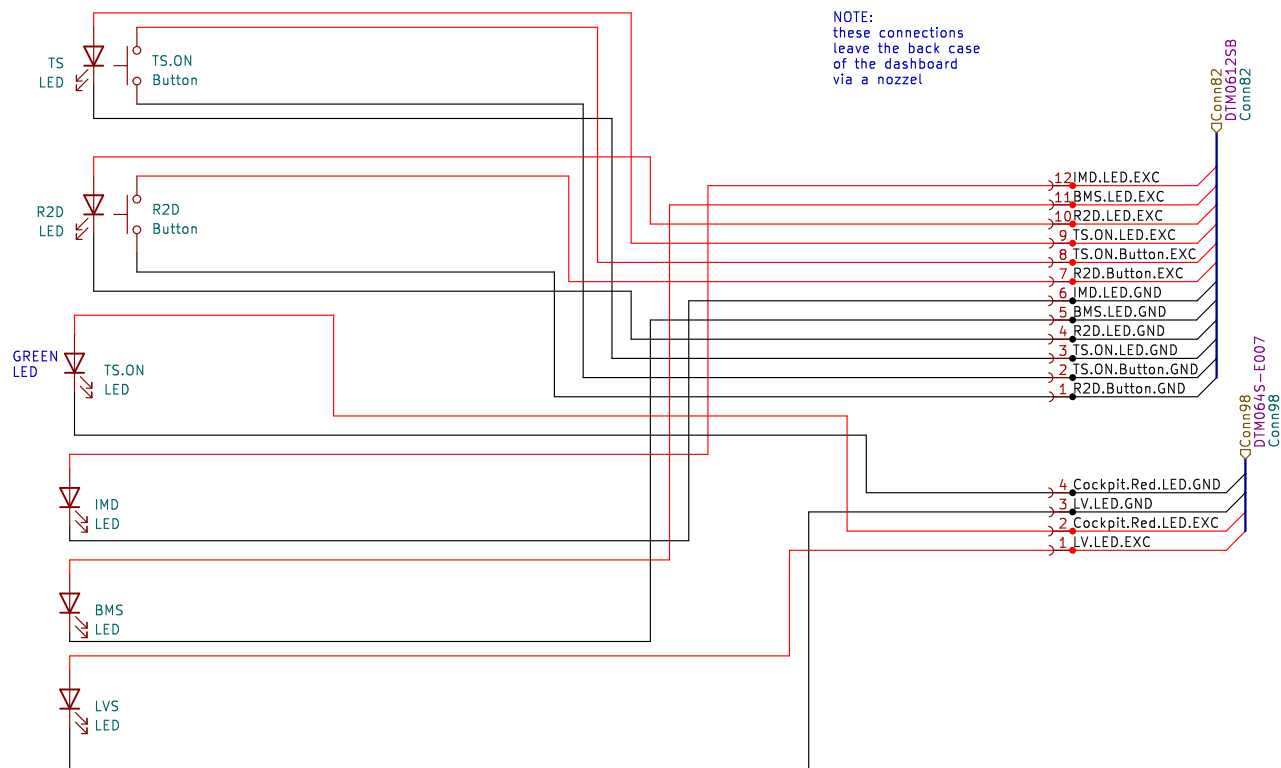 NOTE:
these connections
leave the back case
of the dashboard
via a nozzel
TS
LED
TS.ON
Button
R2D
LED
R2D
Button
GREEN
LED
TS.ON
LED
IMD
LED
BMS
LED
LVS
LED
Conn82
DTM0612SB
Conn82
12 IMD.LED.EXC
11 BMS.LED.EXC
10 R2D.LED.EXC
9 TS.ON.LED.EXC
8 TS.ON.Button.EXC
7 R2D.Button.EXC
6 IMD.LED.GND
5 BMS.LED.GND
4 R2D.LED.GND
3 TS.ON.LED.GND
2 TS.ON.Button.GND
1 R2D.Button.GND
Conn98
DTM064S-E007
Conn98
4 Cockpit.Red.LED.GND
3 LV.LED.GND
2 Cockpit.Red.LED.EXC
1 LV.LED.EXC